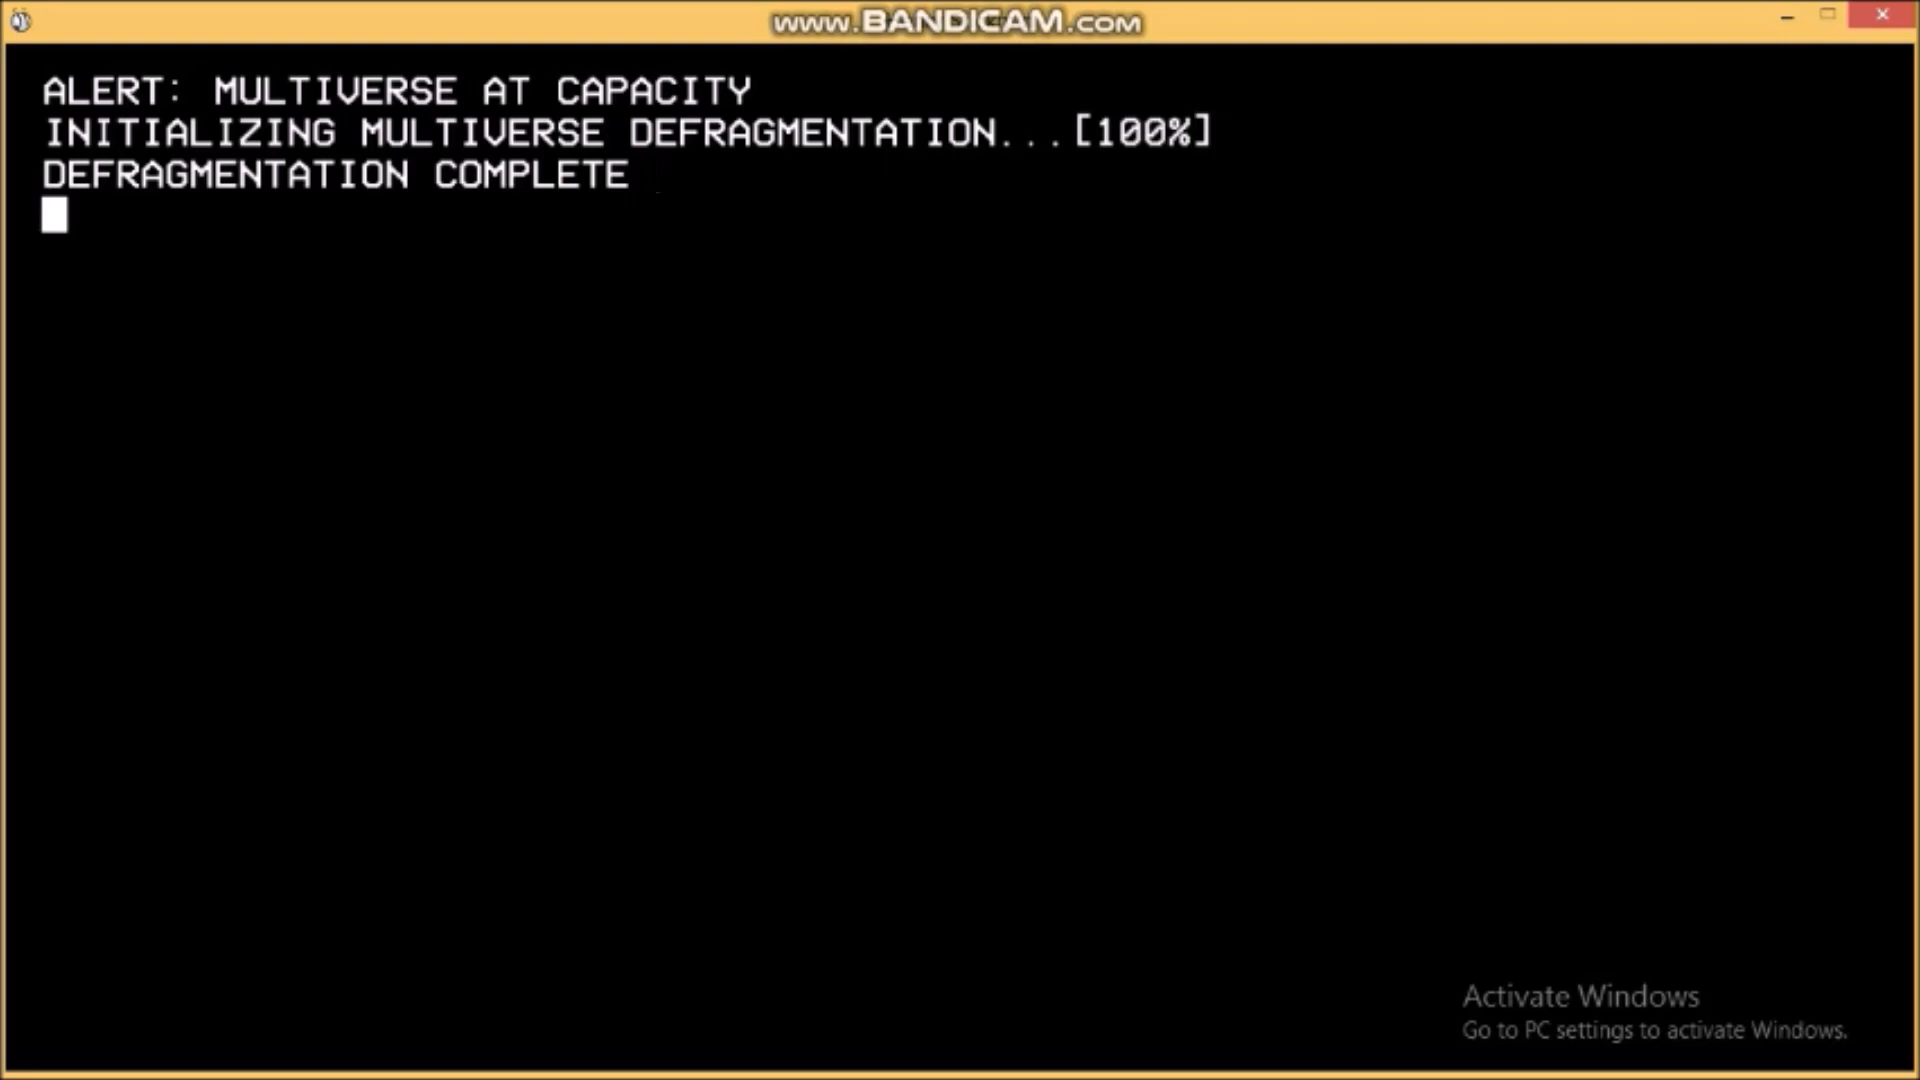 www.BANDICAM.com
ALERT: MULTIVERSE AT CAPACITY
INITIALIZING MULTIVERSE DEFRAGMENTATION...[100%]
DEFRAGMENTATION COMPLETE
Activate Windows
Go to PC settings to activate Windows.